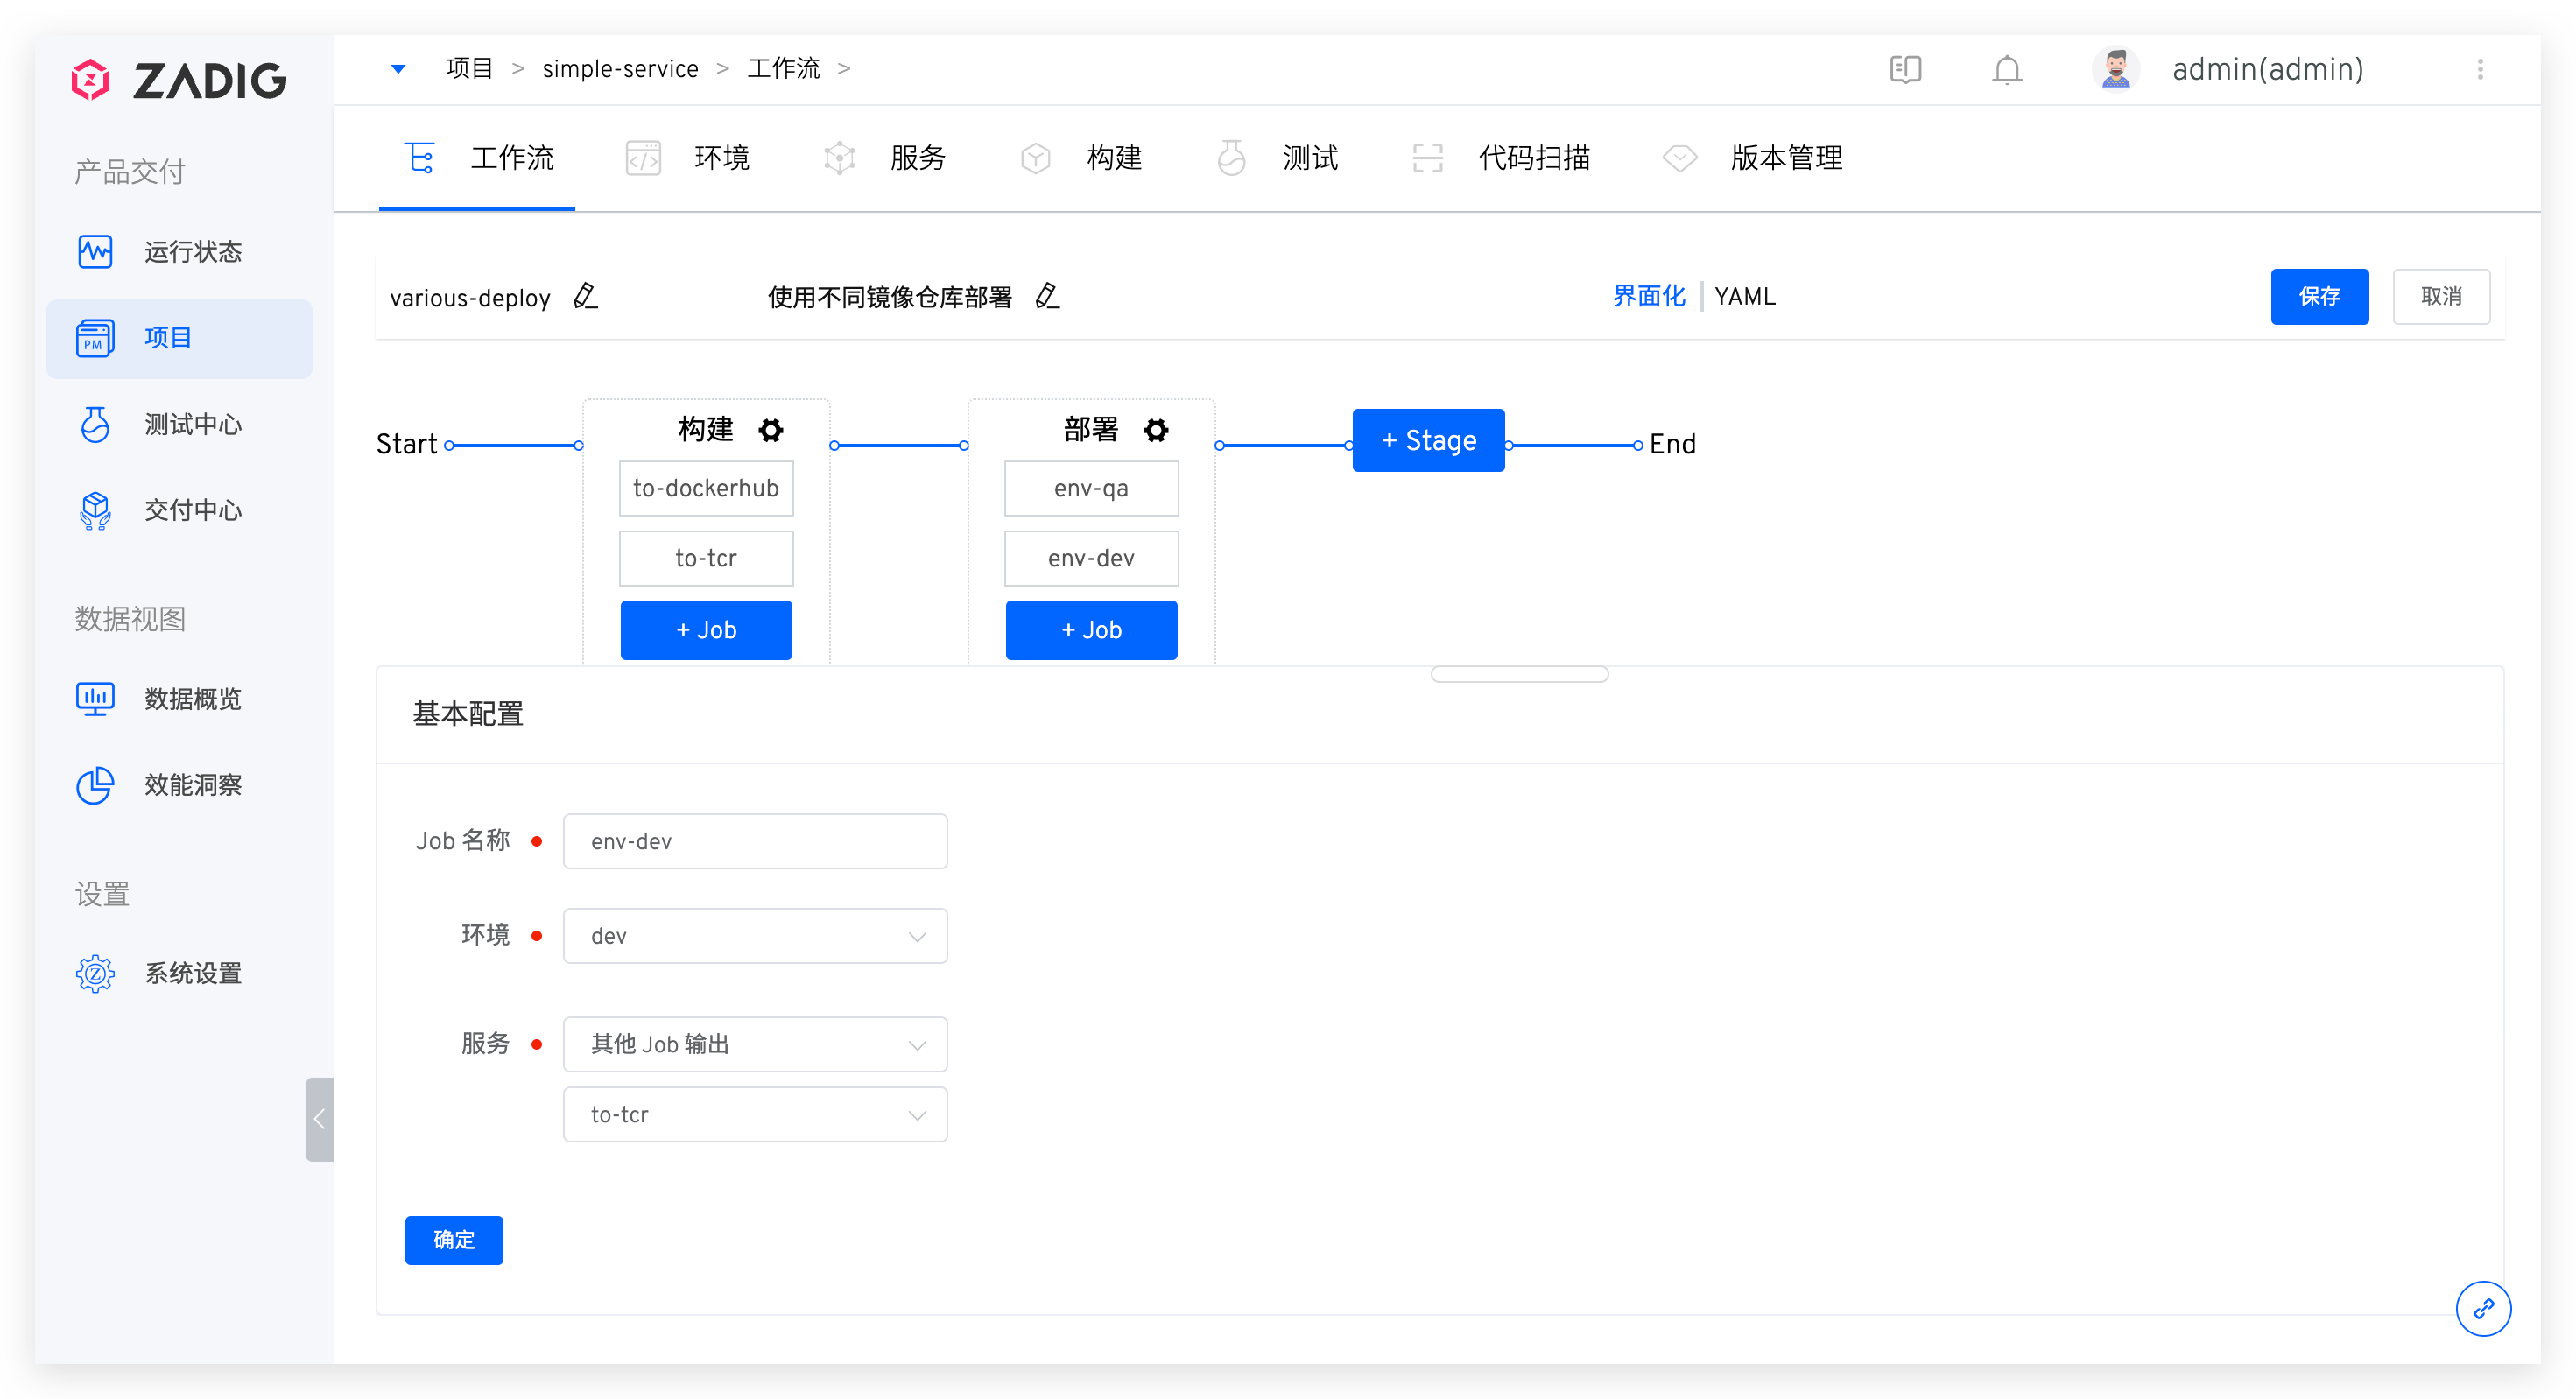 ZADIG
产品交付
运行状态
PM
项目
测试中心
交付中心
数据视图
数据概览
效能洞察
设置
Z
系统设置
项目 > simple-service > 工作流 >
admin(admin)
工作流 环境 服务 构建 测试 代码扫描 版本管理
various-deploy 使用不同镜像仓库部署 界面化 | YAML 保存 取消
Start 构建 部署 + Stage End
to-dockerhub env-qa
to-tcr env-dev
+ Job + Job
基本配置
Job 名称 env-dev
环境 dev
服务 其他 Job 输出
to-tcr
确定